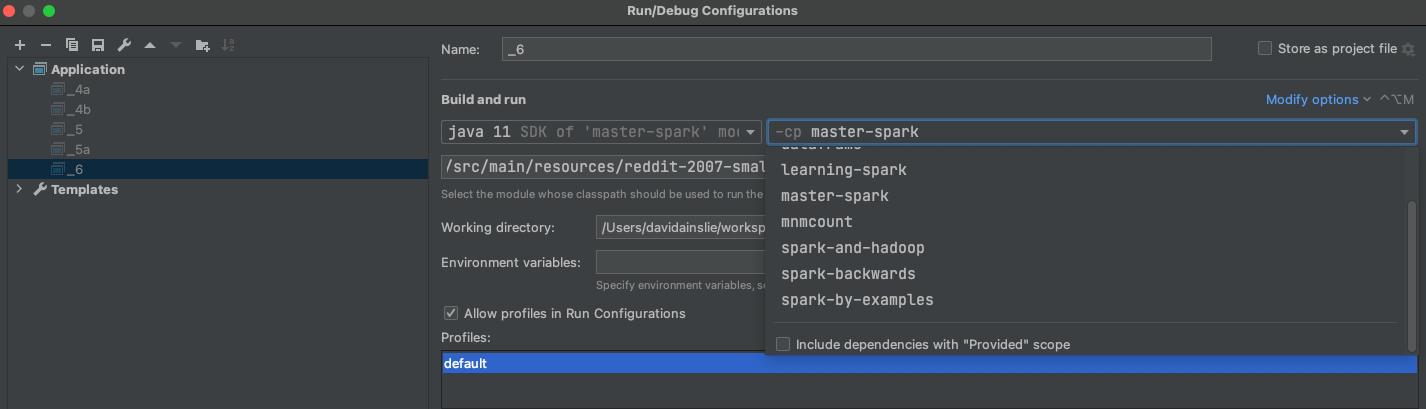 Run/Debug Configurations
Name:
_6
Store as project file
Application
_4a
_4b
_5
_5a
_6
Templates
Build and run
Modify options
^⌥M
java 11 SDK of 'master-spark' mo
-cp master-spark
/src/main/resources/reddit-2007-smal
Select the module whose classpath should be used to run the
Working directory:
/Users/davidainslie/worksp
Environment variables:
Specify environment variables, s
Allow profiles in Run Configurations
Profiles:
default
dataframe
learning-spark
master-spark
mnmcount
spark-and-hadoop
spark-backwards
spark-by-examples
Include dependencies with "Provided" scope